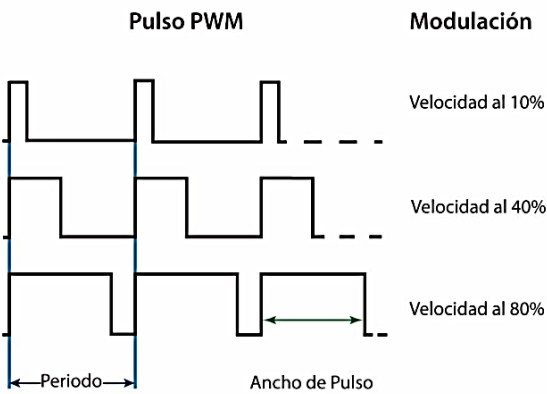 Pulso PWM
Modulación
Velocidad al 10%
Velocidad al 40%
Velocidad al 80%
Periodo
Ancho de Pulso